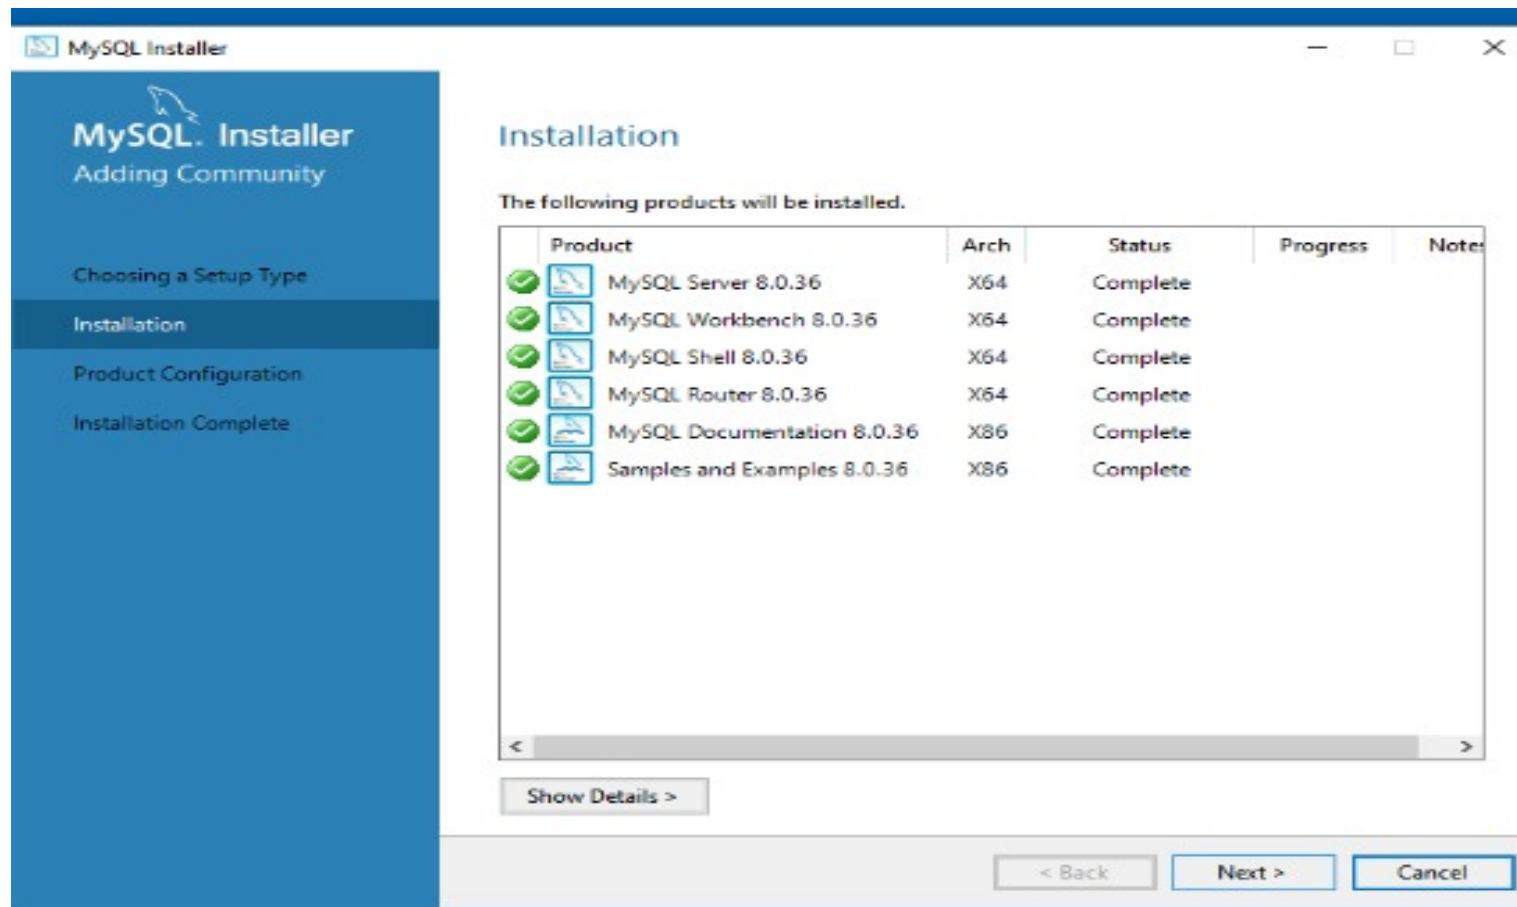 MySQL Installer
MySQL. Installer
Adding Community
Choosing a Setup Type
Installation
Product Configuration
Installation Complete
Installation
The following products will be installed.
Product Arch Status Progress Notes
MySQL Server 8.0.36 X64 Complete
MySQL Workbench 8.0.36 X64 Complete
MySQL Shell 8.0.36 X64 Complete
MySQL Router 8.0.36 X64 Complete
MySQL Documentation 8.0.36 X86 Complete
Samples and Examples 8.0.36 X86 Complete
Show Details >
< Back Next > Cancel